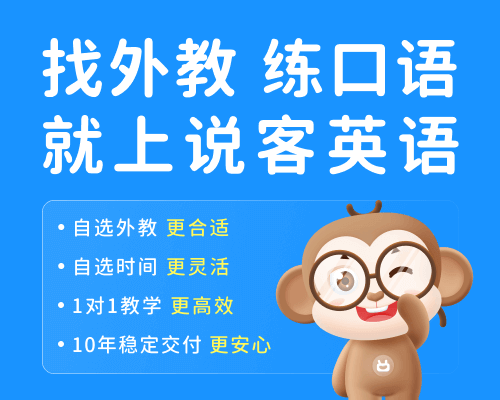 找外教 练口语
就上说客英语
• 自选外教 更合适
• 自选时间 更灵活
• 1对1教学 更高效
• 10年稳定交付 更安心